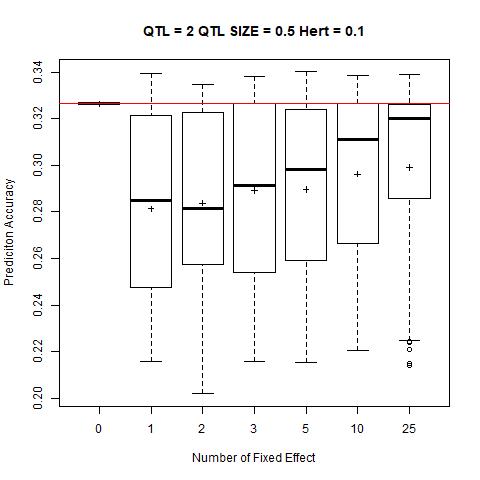 QTL = 2 QTL SIZE = 0.5 Hert = 0.1
0.34
0.32
0.30
0.28
0.26
0.24
0.22
0.20
Prediciton Accuracy
0 1 2 3 5 10 25
Number of Fixed Effect